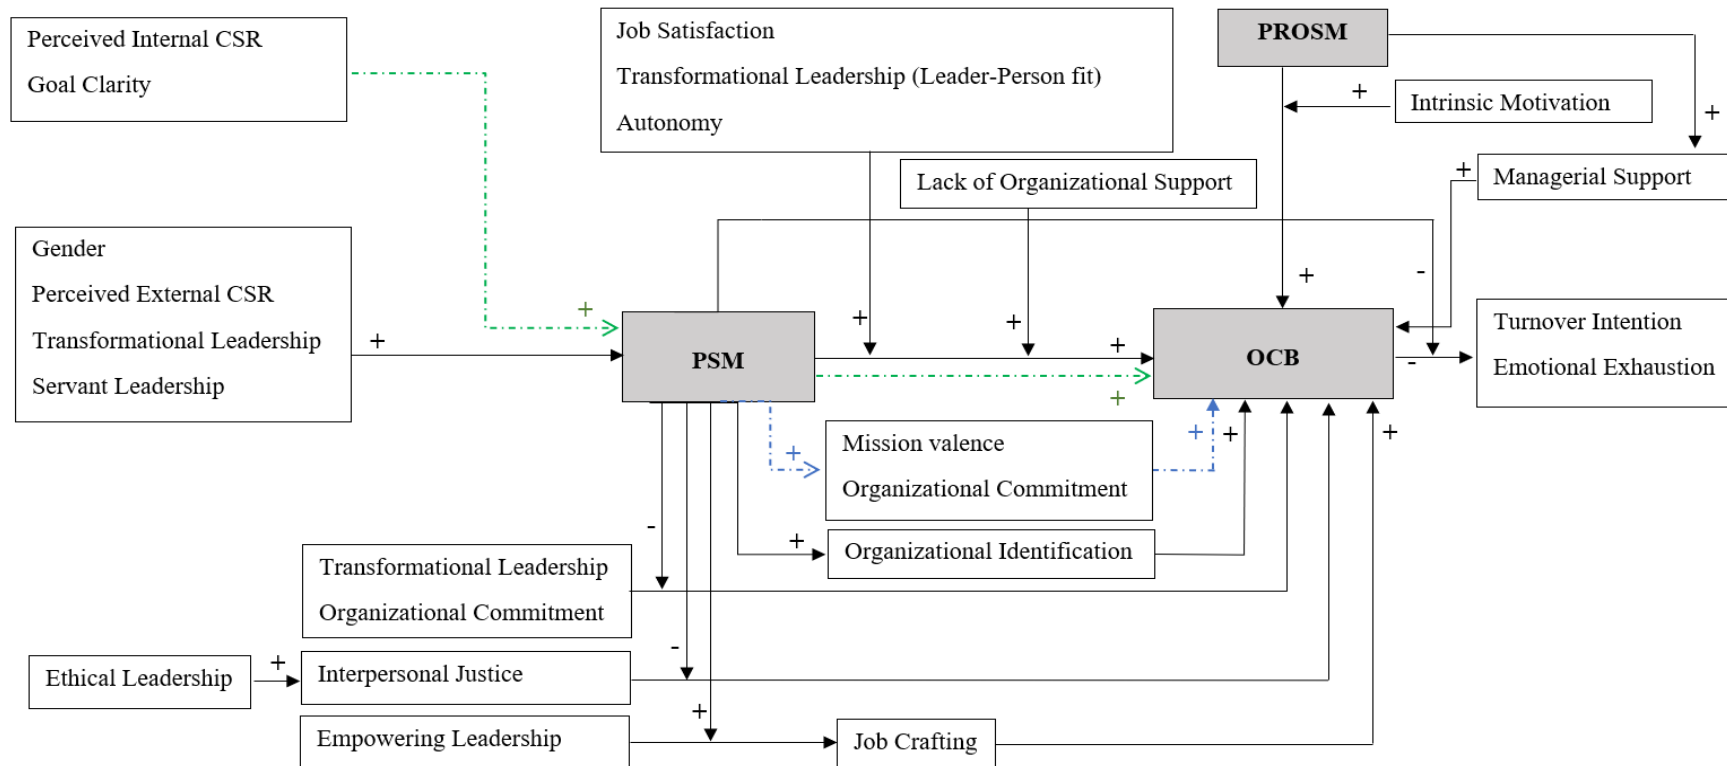 Perceived Internal CSR
Goal Clarity
Job Satisfaction
Transformational Leadership (Leader-Person fit)
Autonomy
PROSM
+
Intrinsic Motivation
+
Lack of Organizational Support
+
Managerial Support
Gender
Perceived External CSR
Transformational Leadership
Servant Leadership
+
+
PSM
+
+
+
+
+
OCB
-
-
Turnover Intention
Emotional Exhaustion
+
Mission valence
Organizational Commitment
+
+
+
+
Organizational Identification
-
Transformational Leadership
Organizational Commitment
Ethical Leadership
+
Interpersonal Justice
-
Empowering Leadership
+
Job Crafting